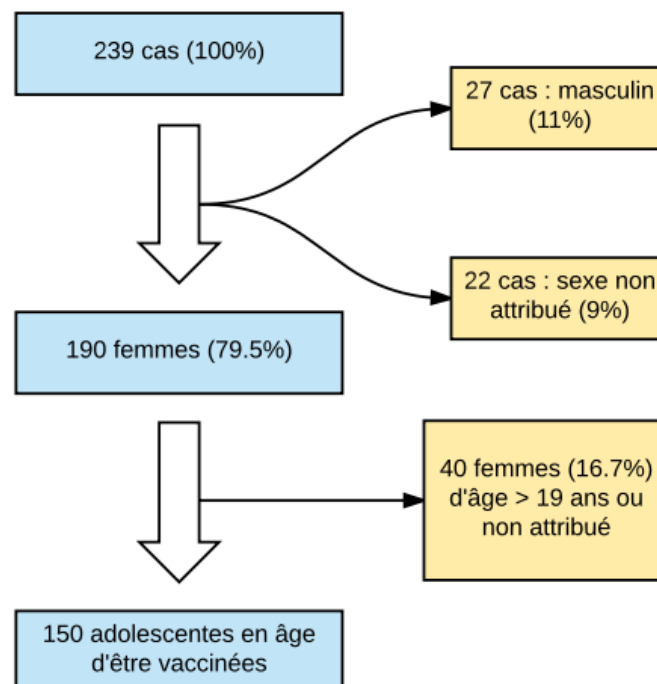 239 cas (100%)
27 cas : masculin
(11%)
22 cas : sexe non
attribué (9%)
190 femmes (79.5%)
40 femmes (16.7%)
d'âge > 19 ans ou
non attribué
150 adolescentes en âge
d'être vaccinées